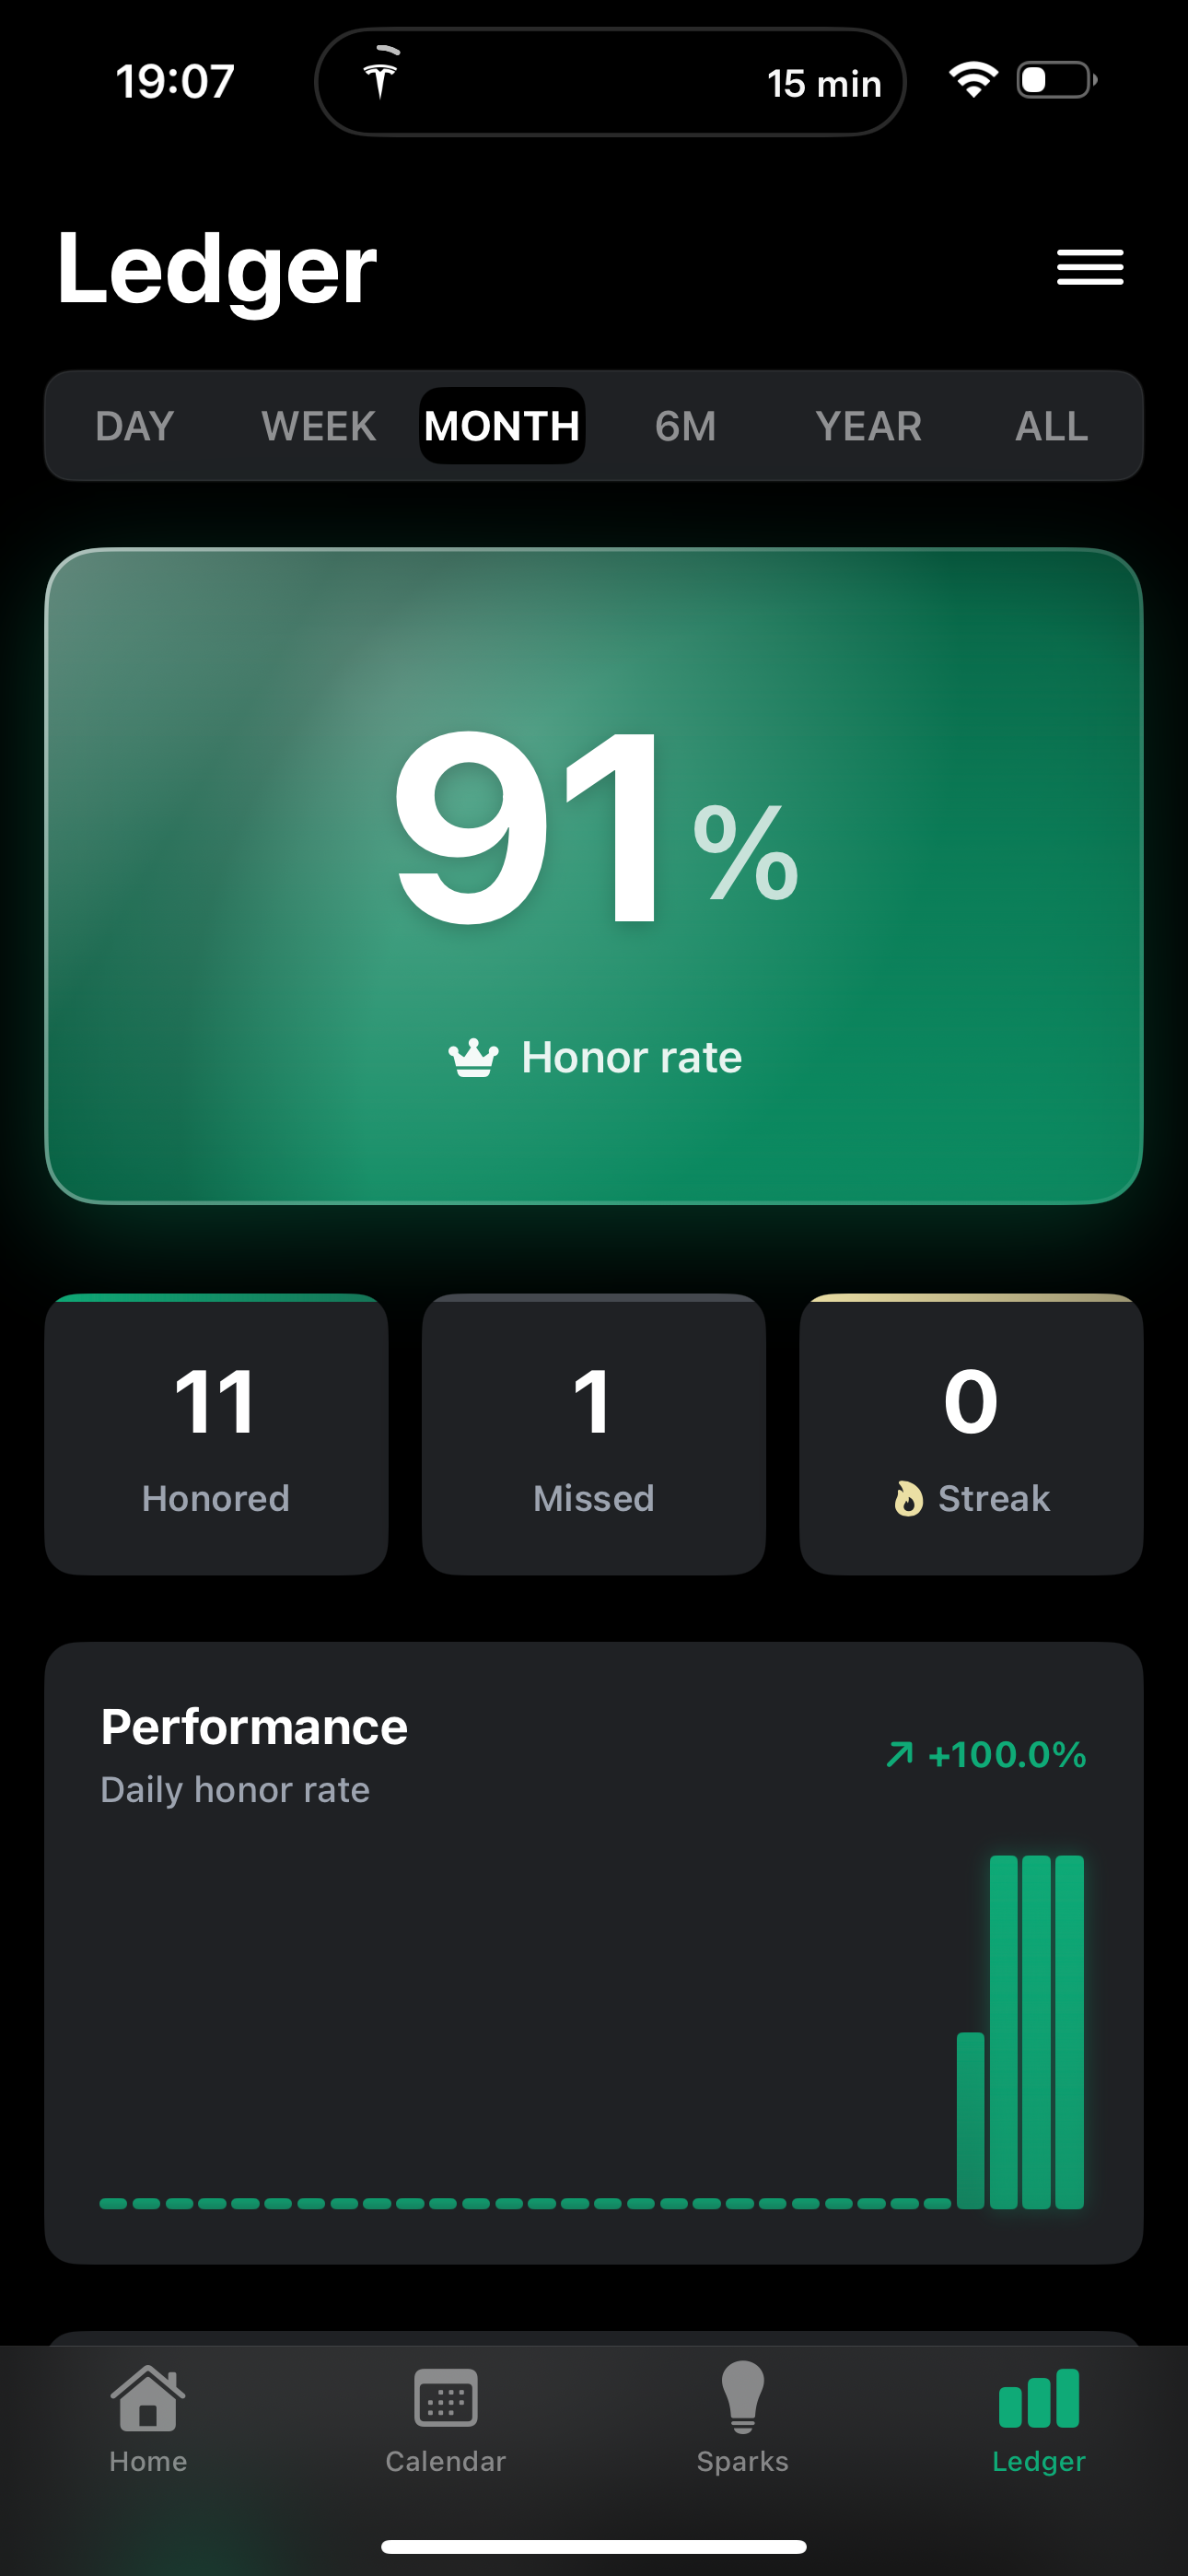 19:07
15 min
Ledger
DAY WEEK MONTH 6M YEAR ALL
91%
Honor rate
11 1 0
Honored Missed Streak
Performance
+100.0%
Daily honor rate
Home Calendar Sparks Ledger